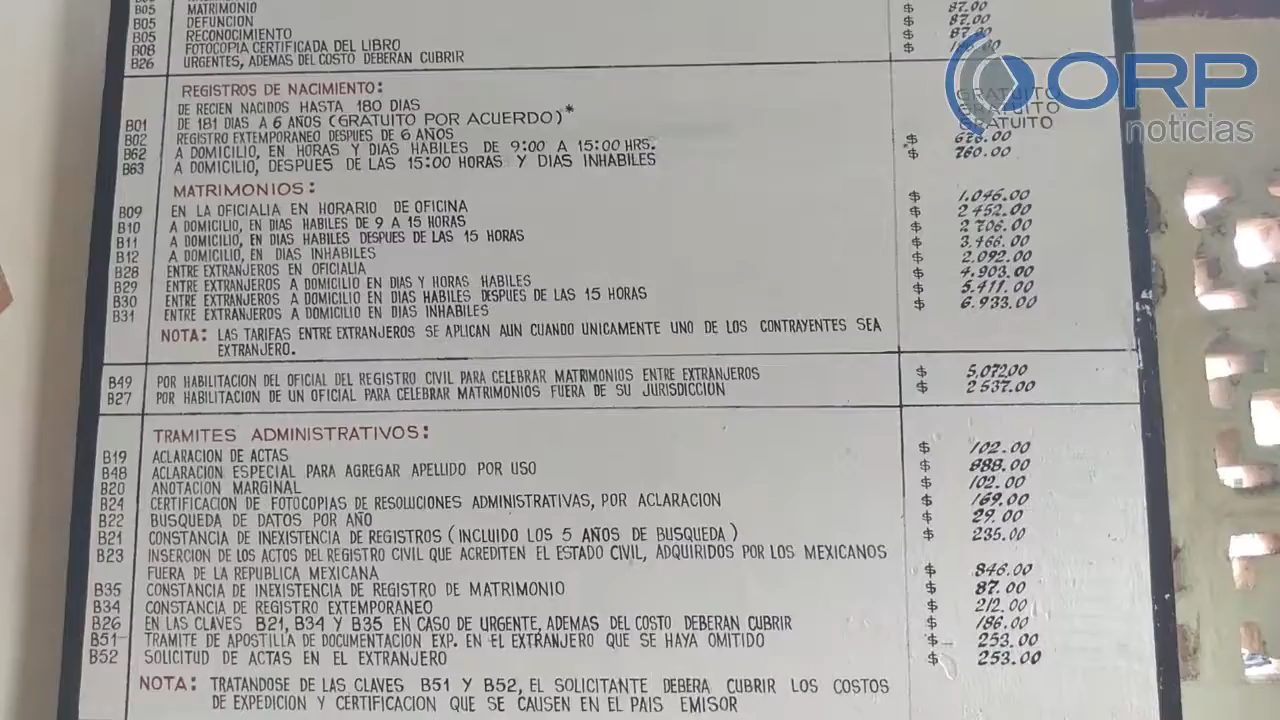 B05 MATRIMONIO $ 87.00
B05 DEFUNCION $ 87.00
B05 RECONOCIMIENTO $ 87.00
B08 FOTOCOPIA CERTIFICADA DEL LIBRO $
B26 URGENTES, ADEMAS DEL COSTO DEBERAN CUBRIR
ORP
noticias
REGISTROS DE NACIMIENTO:
DE RECIEN NACIDOS HASTA 180 DIAS GRATUITO
B01 DE 181 DIAS A 6 AÑOS (GRATUITO POR ACUERDO)* GRATUITO
B02 REGISTRO EXTEMPORANEO DESPUES DE 6 AÑOS GRATUITO
B62 A DOMICILIO, EN HORAS Y DIAS HABILES DE 9:00 A 15:00 HRS. $
B63 A DOMICILIO, DESPUES DE LAS 15:00 HORAS Y DIAS INHABILES $ 760.00
MATRIMONIOS:
B09 EN LA OFICIALIA EN HORARIO DE OFICINA $ 1.046.00
B10 A DOMICILIO, EN DIAS HABILES DE 9 A 15 HORAS $ 2 452.00
B11 A DOMICILIO, EN DIAS HABILES DESPUES DE LAS 15 HORAS $ 2 706.00
B12 A DOMICILIO, EN DIAS INHABILES $ 3.466.00
B28 ENTRE EXTRANJEROS EN OFICIALIA $ 2.092.00
B29 ENTRE EXTRANJEROS A DOMICILIO EN DIAS Y HORAS HABILES $ 4.903.00
B30 ENTRE EXTRANJEROS A DOMICILIO EN DIAS HABILES DESPUES DE LAS 15 HORAS $ 5.411.00
B31 ENTRE EXTRANJEROS A DOMICILIO EN DIAS INHABILES $ 6.933.00
NOTA: LAS TARIFAS ENTRE EXTRANJEROS SE APLICAN AUN CUANDO UNICAMENTE UNO DE LOS CONTRAYENTES SEA
EXTRANJERO.
B49 POR HABILITACION DEL OFICIAL DEL REGISTRO CIVIL PARA CELEBRAR MATRIMONIOS ENTRE EXTRANJEROS $ 5,072.00
B27 POR HABILITACION DE UN OFICIAL PARA CELEBRAR MATRIMONIOS FUERA DE SU JURISDICCION $ 2 537.00
TRAMITES ADMINISTRATIVOS:
B19 ACLARACION DE ACTAS $ 102.00
B48 ACLARACION ESPECIAL PARA AGREGAR APELLIDO POR USO $ 888.00
B20 ANOTACION MARGINAL $ 102.00
B24 CERTIFICACION DE FOTOCOPIAS DE RESOLUCIONES ADMINISTRATIVAS, POR ACLARACION $ 169.00
B22 BUSQUEDA DE DATOS POR AÑO $ 29.00
B21 CONSTANCIA DE INEXISTENCIA DE REGISTROS (INCLUIDO LOS 5 AÑOS DE BUSQUEDA) $ 235.00
B23 INSERCION DE LOS ACTOS DEL REGISTRO CIVIL QUE ACREDITEN EL ESTADO CIVIL, ADQUIRIDOS POR LOS MEXICANOS
FUERA DE LA REPUBLICA MEXICANA $ 846.00
B35 CONSTANCIA DE INEXISTENCIA DE REGISTRO DE MATRIMONIO $ 87.00
B34 CONSTANCIA DE REGISTRO EXTEMPORANEO $ 212.00
B26 EN LAS CLAVES B21, B34 Y B35 EN CASO DE URGENTE, ADEMAS DEL COSTO DEBERAN CUBRIR $ 186.00
B51 TRAMITE DE APOSTILLA DE DOCUMENTACION EXP. EN EL EXTRANJERO QUE SE HAYA OMITIDO $ 253.00
B52 SOLICITUD DE ACTAS EN EL EXTRANJERO $ 253.00
NOTA: TRATANDOSE DE LAS CLAVES B51 Y B52, EL SOLICITANTE DEBERA CUBRIR LOS COSTOS
DE EXPEDICION Y CERTIFICACION QUE SE CAUSEN EN EL PAIS EMISOR